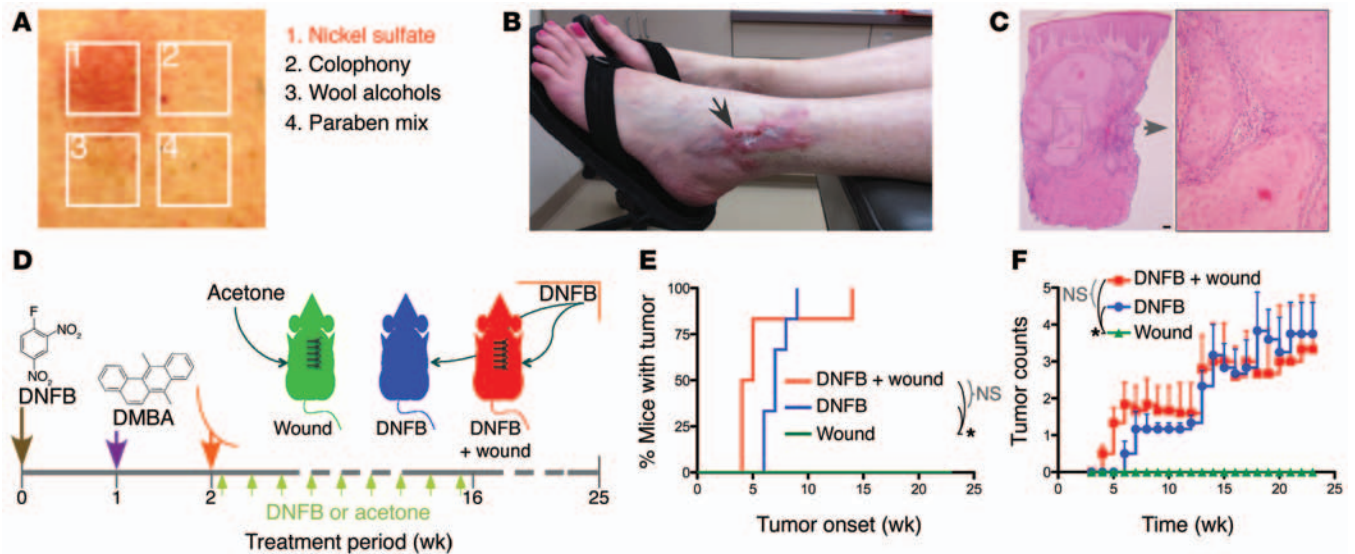 A
1
2
3
4
1. Nickel sulfate
2. Colophony
3. Wool alcohols
4. Paraben mix
B
C
D
F
NO₂
NO₂
DNFB
DMBA
Acetone
DNFB
Wound
DNFB
DNFB
+ wound
0
1
2
16
25
DNFB or acetone
Treatment period (wk)
E
% Mice with tumor
100
75
50
25
0
DNFB + wound
DNFB
Wound
NS
*
0
5
10
15
20
25
Tumor onset (wk)
F
Tumor counts
5
4
3
2
1
0
NS
*
DNFB + wound
DNFB
Wound
0
5
10
15
20
25
Time (wk)